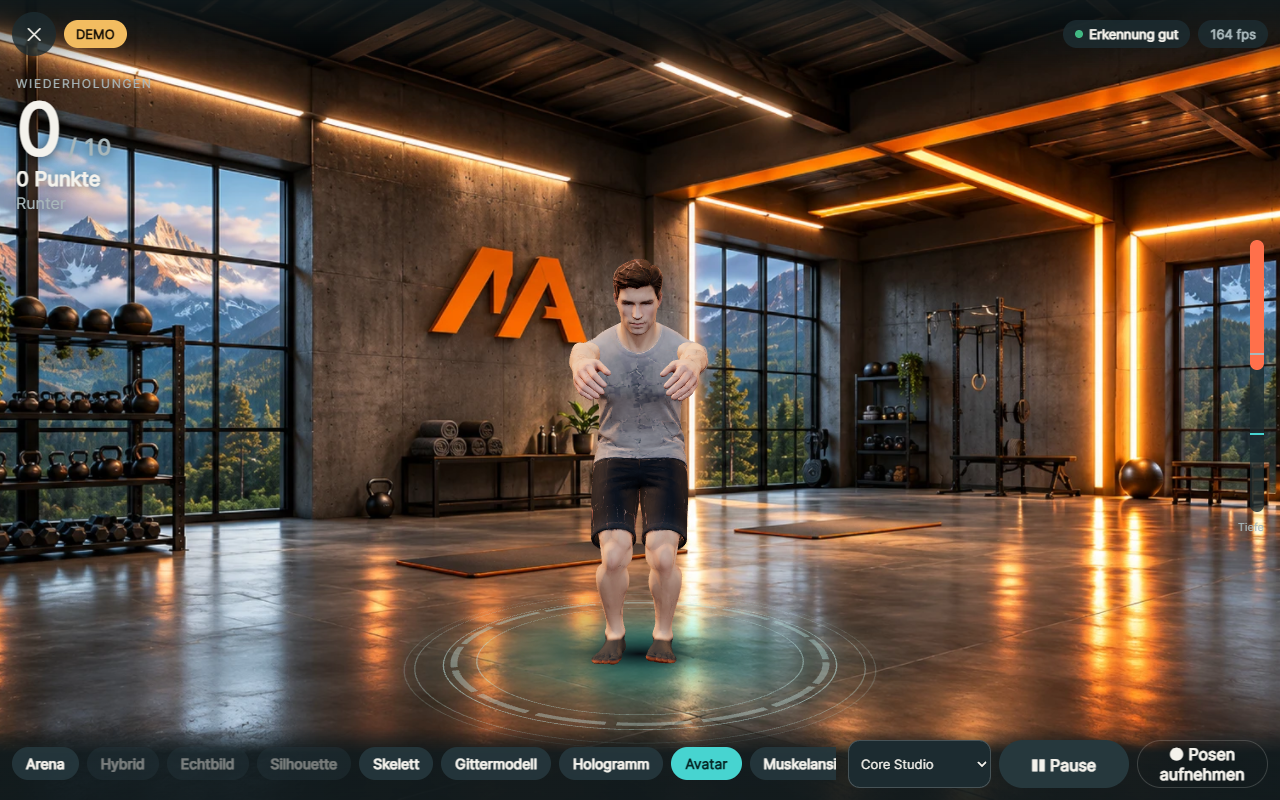 DEMO
Erkennung gut
164 fps
WIEDERHOLUNGEN
0 / 10
0 Punkte
Runter
Tiefe
Arena
Hybrid
Echtbild
Silhouette
Skelett
Gittermodell
Hologramm
Avatar
Muskelansi
Core Studio
Pause
Posen
aufnehmen